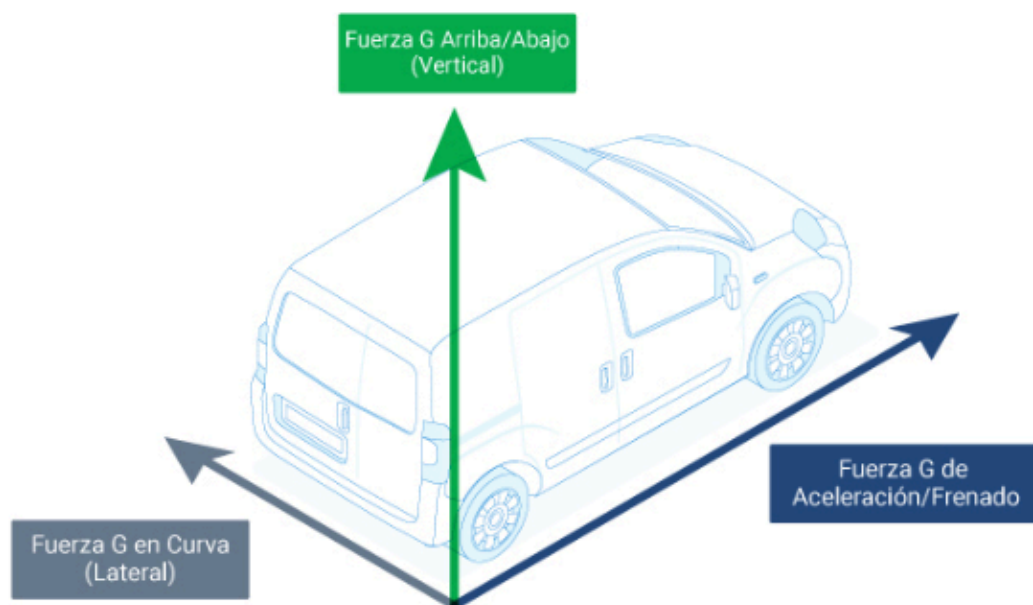 Fuerza G Arriba/Abajo
(Vertical)
Fuerza G de
Aceleración/Frenado
Fuerza G en Curva
(Lateral)